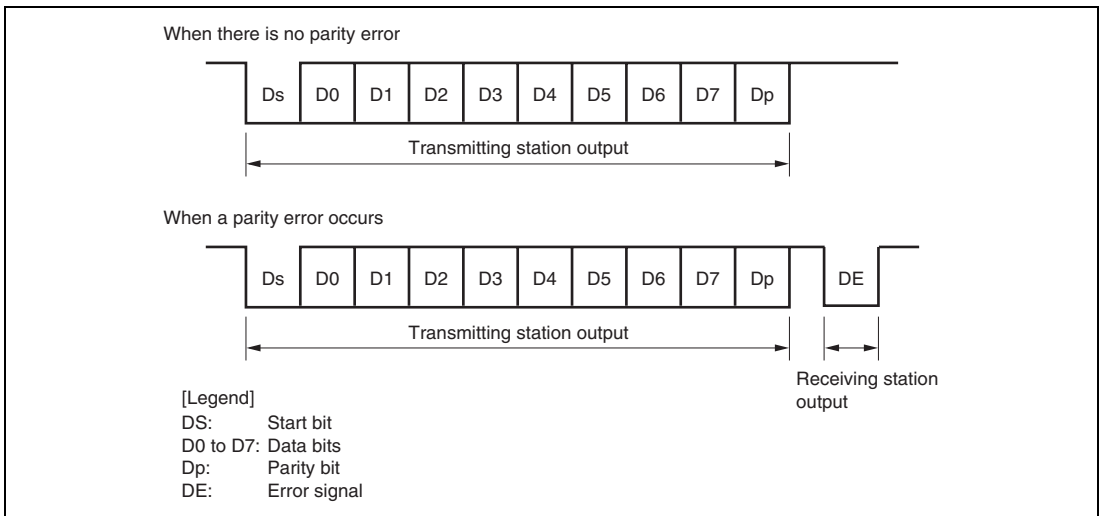 When there is no parity error
Ds D0 D1 D2 D3 D4 D5 D6 D7 Dp
Transmitting station output
When a parity error occurs
Ds D0 D1 D2 D3 D4 D5 D6 D7 Dp DE
Transmitting station output
Receiving station
output
[Legend]
DS: Start bit
D0 to D7: Data bits
Dp: Parity bit
DE: Error signal